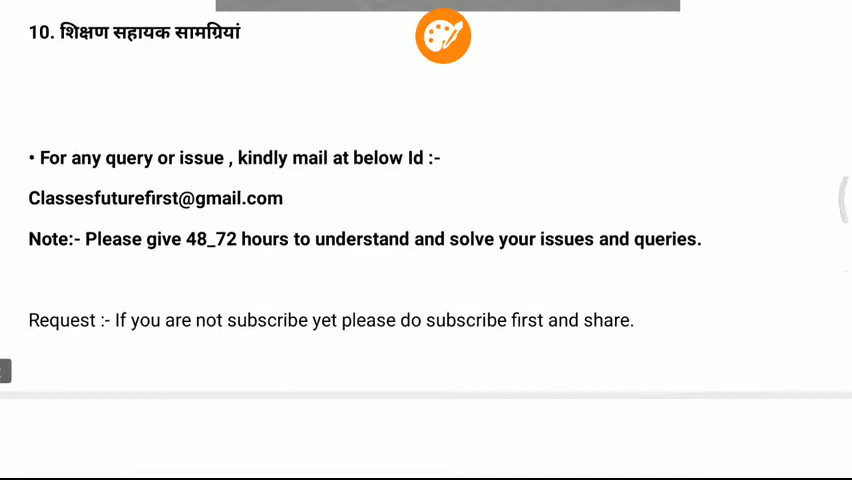 10. शिक्षण सहायक सामग्रियां
• For any query or issue , kindly mail at below Id :-
Classesfuturefirst@gmail.com
Note:- Please give 48_72 hours to understand and solve your issues and queries.
Request :- If you are not subscribe yet please do subscribe first and share.